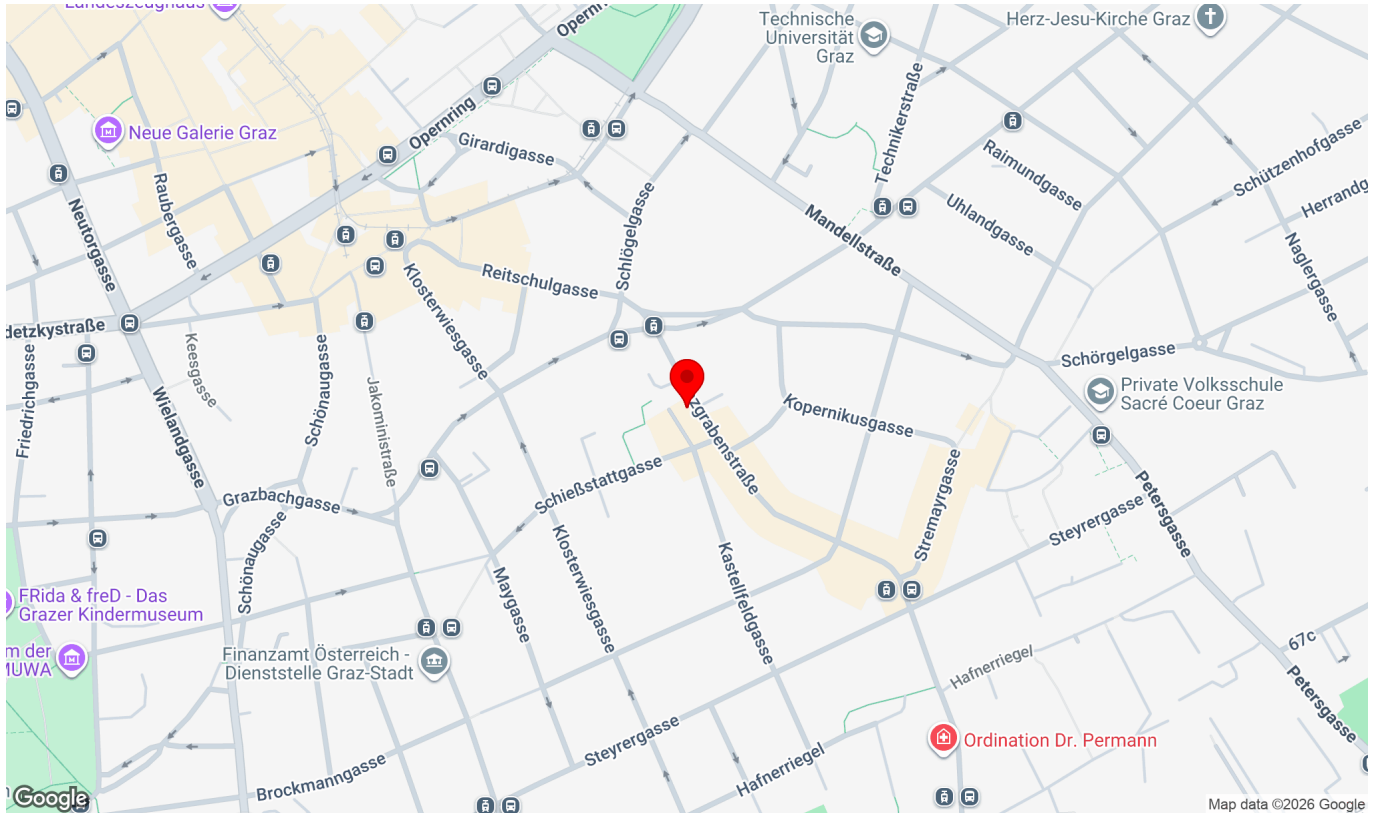 Landeszeughaus
Opernring
Technische
Universität
Graz
Herz-Jesu-Kirche Graz
Neue Galerie Graz
Opernring
Girardigasse
Technikerstraße
Raimundgasse
Schützenhofgasse
Herrandg
Raubergasse
Neutorgasse
Schlögelgasse
Mandellstraße
Uhlandgasse
Naglergasse
Klosterwiesgasse
Reitschulgasse
detzkystraße
Keesgasse
Schönaugasse
Jakoministraße
Friedrichgasse
Wielandgasse
Schörgelgasse
Private Volksschule
Sacré Coeur Graz
zgrabenstraße
Kopernikusgasse
Schießstattgasse
Grazbachgasse
Stremayrgasse
Petersgasse
Steyrergasse
Schönaugasse
Klosterwiesgasse
Maygasse
Kastellfeldgasse
FRida & freD - Das
Grazer Kindermuseum
m der
MUWA
Finanzamt Österreich -
Dienststelle Graz-Stadt
Hafnerriegel
67c
Petersgasse
Steyrergasse
Ordination Dr. Permann
Hafnerriegel
Brockmanngasse
Google
Map data ©2026 Google